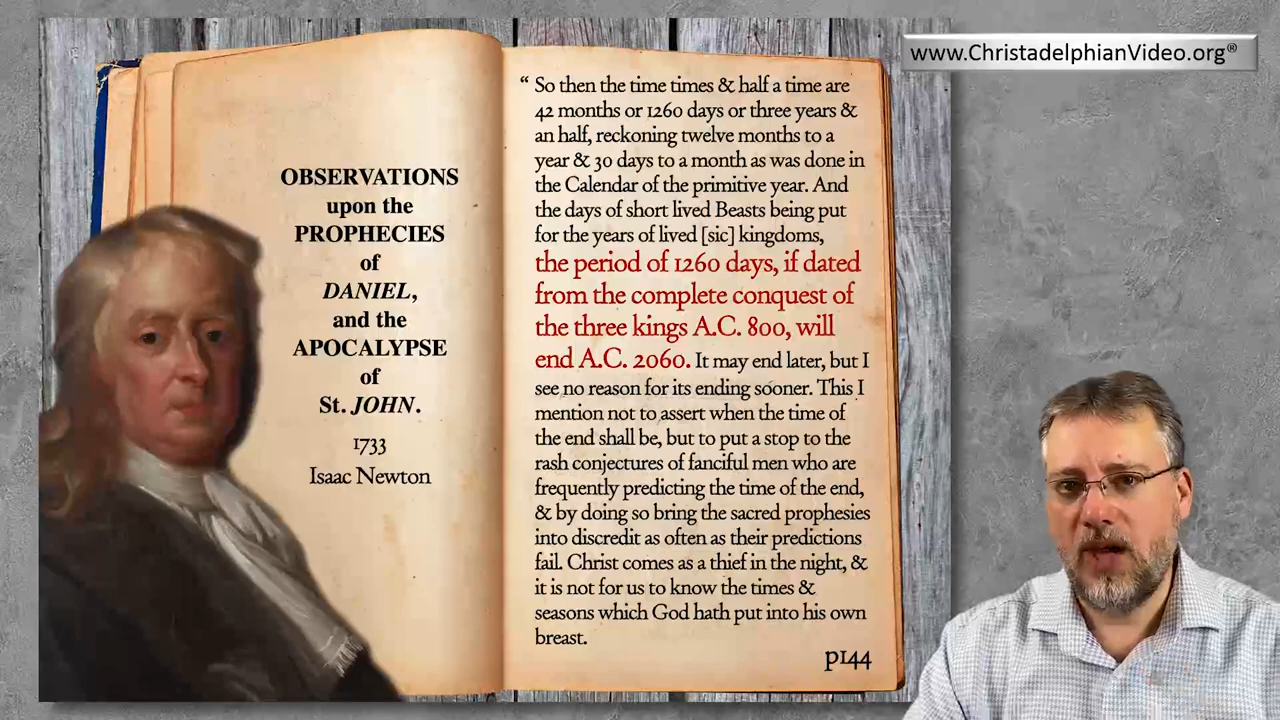 www.ChristadelphianVideo.org®
OBSERVATIONS
upon the
PROPHECIES
of
DANIEL,
and the
APOCALYPSE
of
St. JOHN.
1733
Isaac Newton
“ So then the time times & half a time are
42 months or 1260 days or three years &
an half, reckoning twelve months to a
year & 30 days to a month as was done in
the Calendar of the primitive year. And
the days of short lived Beasts being put
for the years of lived [sic] kingdoms,
the period of 1260 days, if dated
from the complete conquest of
the three kings A.C. 800, will
end A.C. 2060. It may end later, but I
see no reason for its ending sooner. This I
mention not to assert when the time of
the end shall be, but to put a stop to the
rash conjectures of fanciful men who are
frequently predicting the time of the end,
& by doing so bring the sacred prophesies
into discredit as often as their predictions
fail. Christ comes as a thief in the night, &
it is not for us to know the times &
seasons which God hath put into his own
breast.
p144